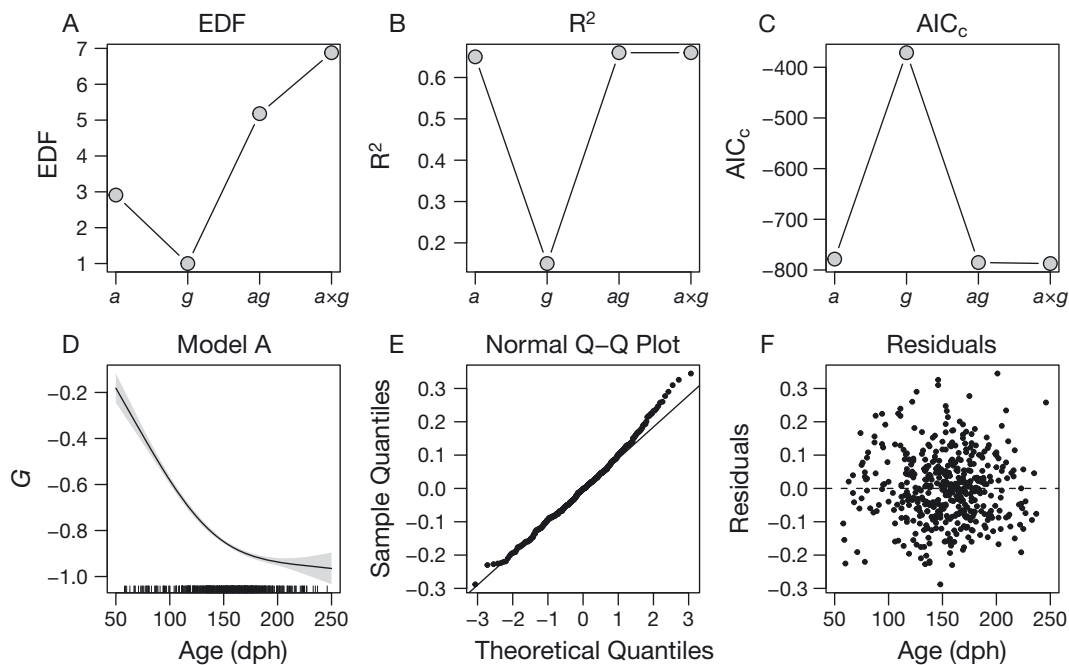 A EDF
7
6
5
4
3
2
1
EDF
a g ag a×g
B R²
0.6
0.5
0.4
0.3
0.2
R²
a g ag a×g
C AICc
−400
−500
−600
−700
−800
AICc
a g ag a×g
D Model A
−0.2
−0.4
−0.6
−0.8
−1.0
G
50 100 150 200 250
Age (dph)
E Normal Q−Q Plot
0.3
0.2
0.1
0.0
−0.1
−0.2
−0.3
Sample Quantiles
−3 −2 −1 0 1 2 3
Theoretical Quantiles
F Residuals
0.3
0.2
0.1
0.0
−0.1
−0.2
−0.3
Residuals
50 100 150 200 250
Age (dph)